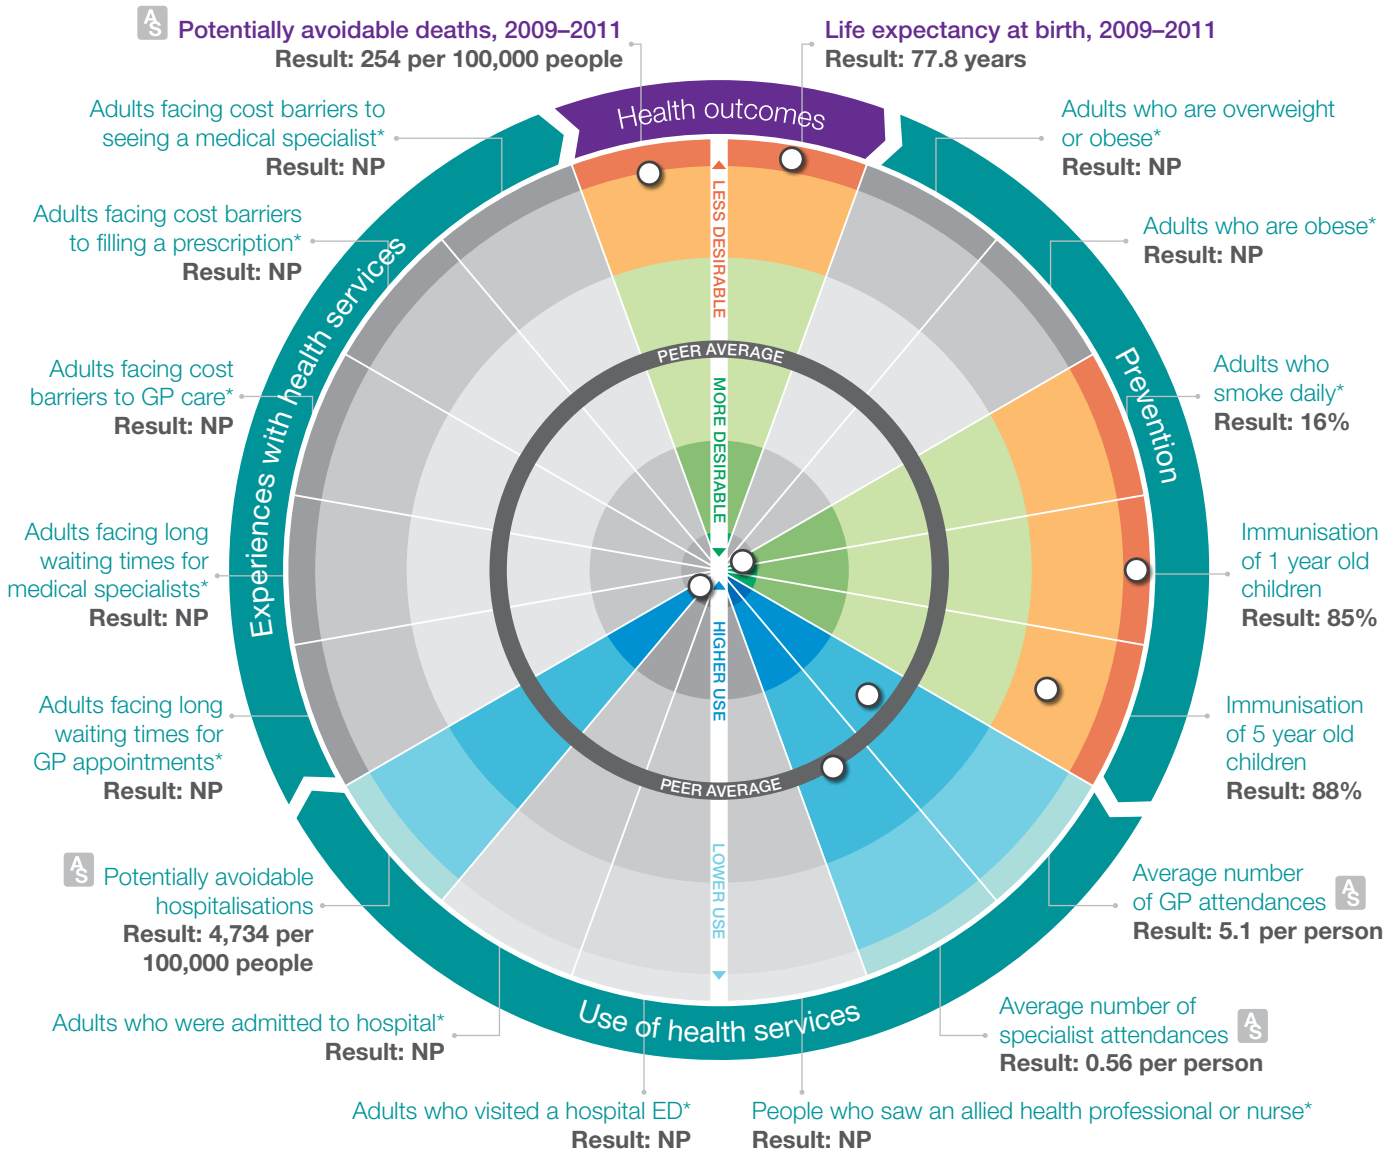 AS Potentially avoidable deaths, 2009–2011
Result: 254 per 100,000 people
Life expectancy at birth, 2009–2011
Result: 77.8 years
Adults facing cost barriers to
seeing a medical specialist*
Result: NP
Health outcomes
Adults who are overweight
or obese*
Result: NP
Adults facing cost barriers
to filling a prescription*
Result: NP
Adults who are obese*
Result: NP
LESS DESIRABLE
PEER AVERAGE
MORE DESIRABLE
Experiences with health services
Prevention
Adults facing cost
barriers to GP care*
Result: NP
Adults who
smoke daily*
Result: 16%
Adults facing long
waiting times for
medical specialists*
Result: NP
Immunisation
of 1 year old
children
Result: 85%
HIGHER USE
PEER AVERAGE
LOWER USE
Adults facing long
waiting times for
GP appointments*
Result: NP
Immunisation
of 5 year old
children
Result: 88%
AS Potentially avoidable
hospitalisations
Result: 4,734 per
100,000 people
Average number
of GP attendances AS
Result: 5.1 per person
Use of health services
Adults who were admitted to hospital*
Result: NP
Average number of
specialist attendances AS
Result: 0.56 per person
Adults who visited a hospital ED*
Result: NP
People who saw an allied health professional or nurse*
Result: NP